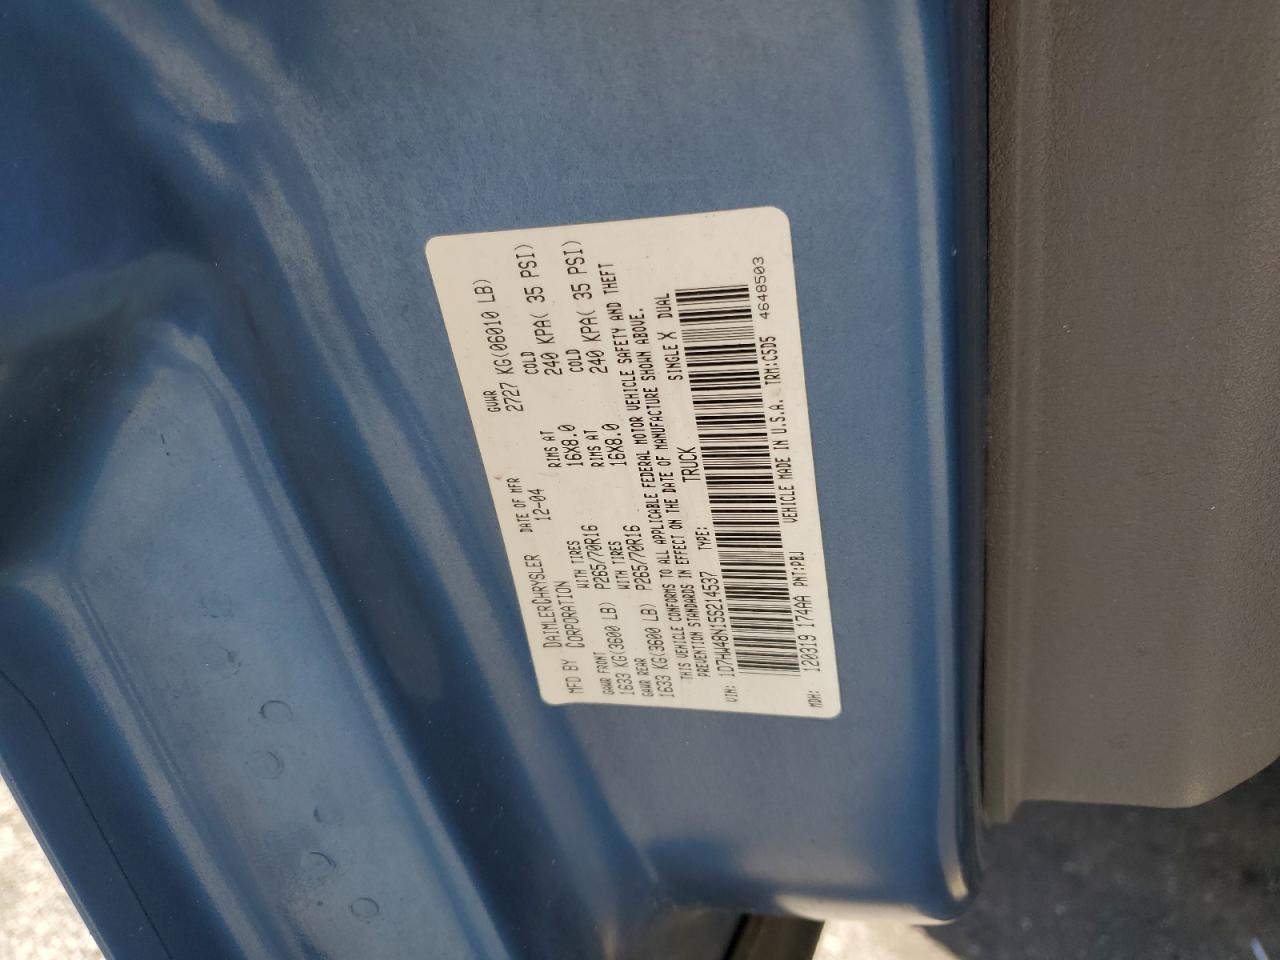 MFD BY DAIMLERCHRYSLER CORPORATION DATE OF MFR 12-04 GVWR 2727 KG(06010 LB)
GAWR FRONT WITH TIRES RIMS AT COLD
1633 KG(3600 LB) P265/70R16 16X8.0 240 KPA( 35 PSI)
GAWR REAR WITH TIRES RIMS AT COLD
1633 KG(3600 LB) P265/70R16 16X8.0 240 KPA( 35 PSI)
THIS VEHICLE CONFORMS TO ALL APPLICABLE FEDERAL MOTOR VEHICLE SAFETY AND THEFT
PREVENTION STANDARDS IN EFFECT ON THE DATE OF MANUFACTURE SHOWN ABOVE.
VIN: 1D7HW48N15S214537 TYPE: TRUCK SINGLE X DUAL
MDH: 120319 174AA PNT:PBJ VEHICLE MADE IN U.S.A. TRM:C5D5 4648503